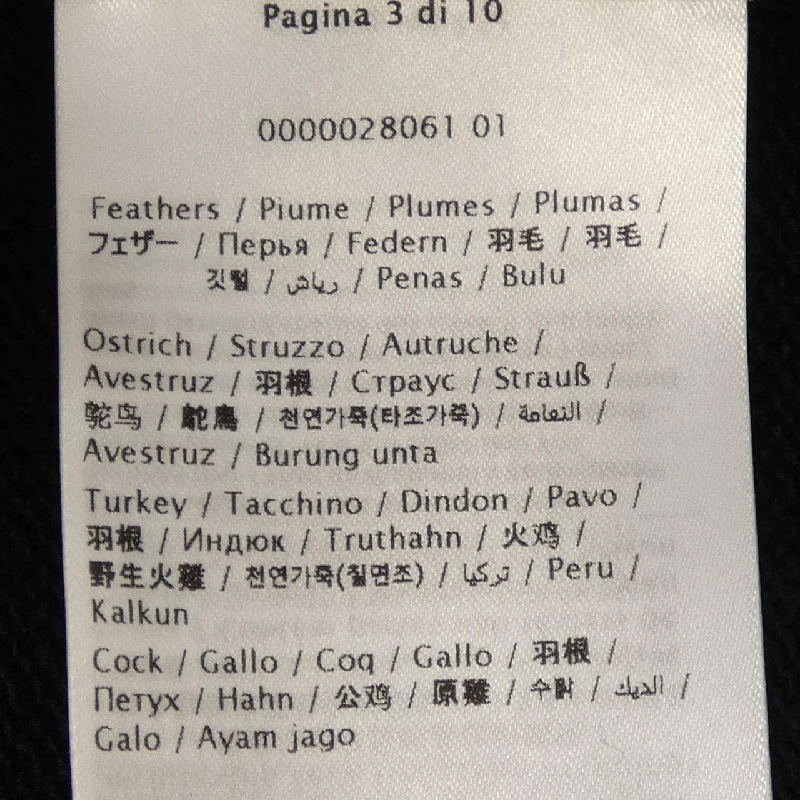 Pagina 3 di 10
0000028061 01
Feathers / Piume / Plumes / Plumas /
フェザー / Перья / Federn / 羽毛 / 羽毛 /
깃털 / رياش / Penas / Bulu
Ostrich / Struzzo / Autruche /
Avestruz / 羽根 / Страус / Strauß /
鸵鸟 / 鴕鳥 / 천연가죽(타조가죽) / النعامة /
Avestruz / Burung unta
Turkey / Tacchino / Dindon / Pavo /
羽根 / Индюк / Truthahn / 火鸡 /
野生火雞 / 천연가죽(칠면조) / تركيا / Peru /
Kalkun
Cock / Gallo / Coq / Gallo / 羽根 /
Петух / Hahn / 公鸡 / 原雞 / 수탉 / الديك /
Galo / Ayam jago